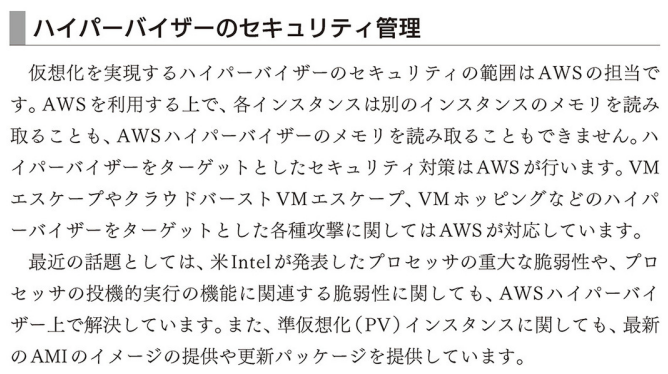 ハイパーバイザーのセキュリティ管理
仮想化を実現するハイパーバイザーのセキュリティの範囲はAWSの担当で
す。AWSを利用する上で、各インスタンスは別のインスタンスのメモリを読み
取ることも、AWSハイパーバイザーのメモリを読み取ることもできません。ハ
イパーバイザーをターゲットとしたセキュリティ対策はAWSが行います。VM
エスケープやクラウドバーストVMエスケープ、VMホッピングなどのハイパ
ーバイザーをターゲットとした各種攻撃に関してはAWSが対応しています。
最近の話題としては、米Intelが発表したプロセッサの重大な脆弱性や、プロ
セッサの投機的実行の機能に関連する脆弱性に関しても、AWSハイパーバイ
ザー上で解決しています。また、準仮想化（PV）インスタンスに関しても、最新
のAMIのイメージの提供や更新パッケージを提供しています。